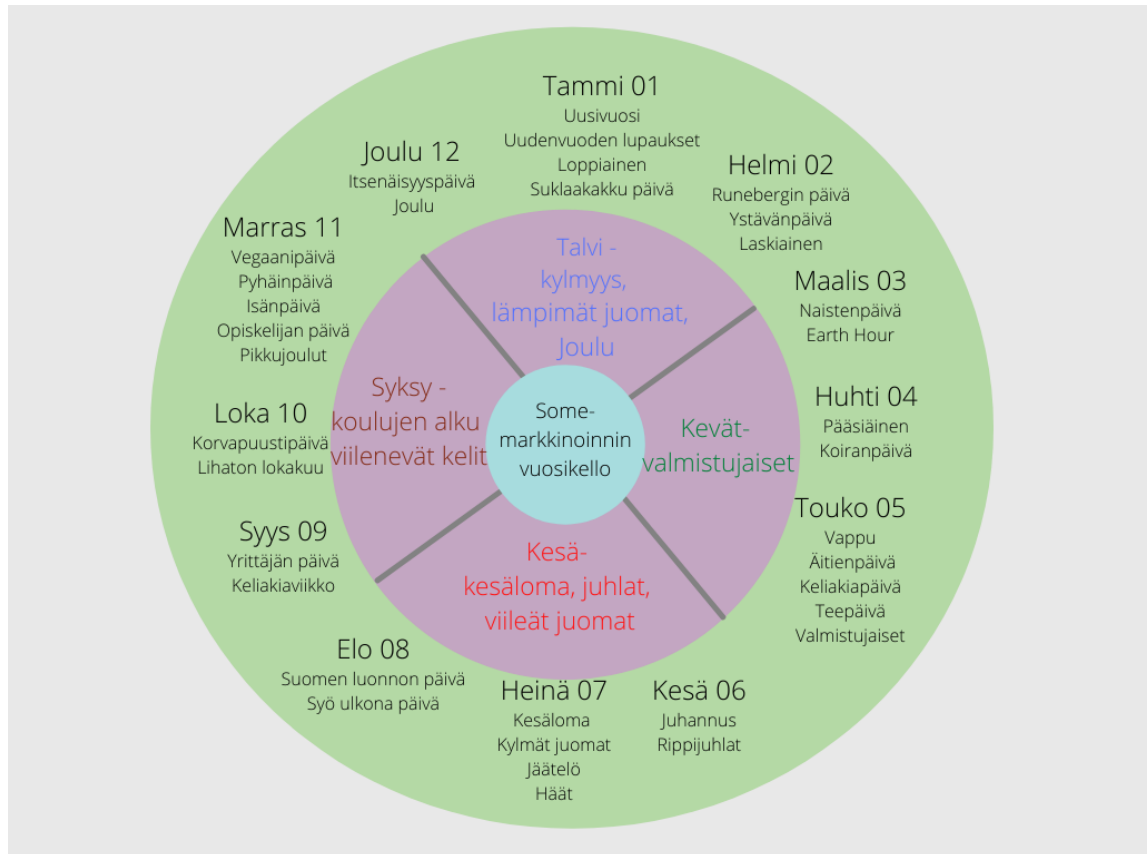 Tammi 01
Uusivuosi
Uudenvuoden lupaukset
Loppiainen
Suklaakakku päivä
Helmi 02
Runebergin päivä
Ystävänpäivä
Laskiainen
Maalis 03
Naistenpäivä
Earth Hour
Huhti 04
Pääsiäinen
Koiranpäivä
Touko 05
Vappu
Äitienpäivä
Keliakiapäivä
Teepäivä
Valmistujaiset
Kesä 06
Juhannus
Rippijuhlat
Heinä 07
Kesäloma
Kylmät juomat
Jäätelö
Häät
Elo 08
Suomen luonnon päivä
Syö ulkona päivä
Syys 09
Yrittäjän päivä
Keliakiaviikko
Loka 10
Korvapuustipäivä
Lihaton lokakuu
Marras 11
Vegaanipäivä
Pyhäinpäivä
Isänpäivä
Opiskelijan päivä
Pikkujoulut
Joulu 12
Itsenäisyyspäivä
Joulu
Talvi -
kylmyys,
lämpimät juomat,
Joulu
Kevät-
valmistujaiset
Kesä-
kesäloma, juhlat,
viileät juomat
Syksy -
koulujen alku
viilenevät kelit
Some-
markkinoinnin
vuosikello